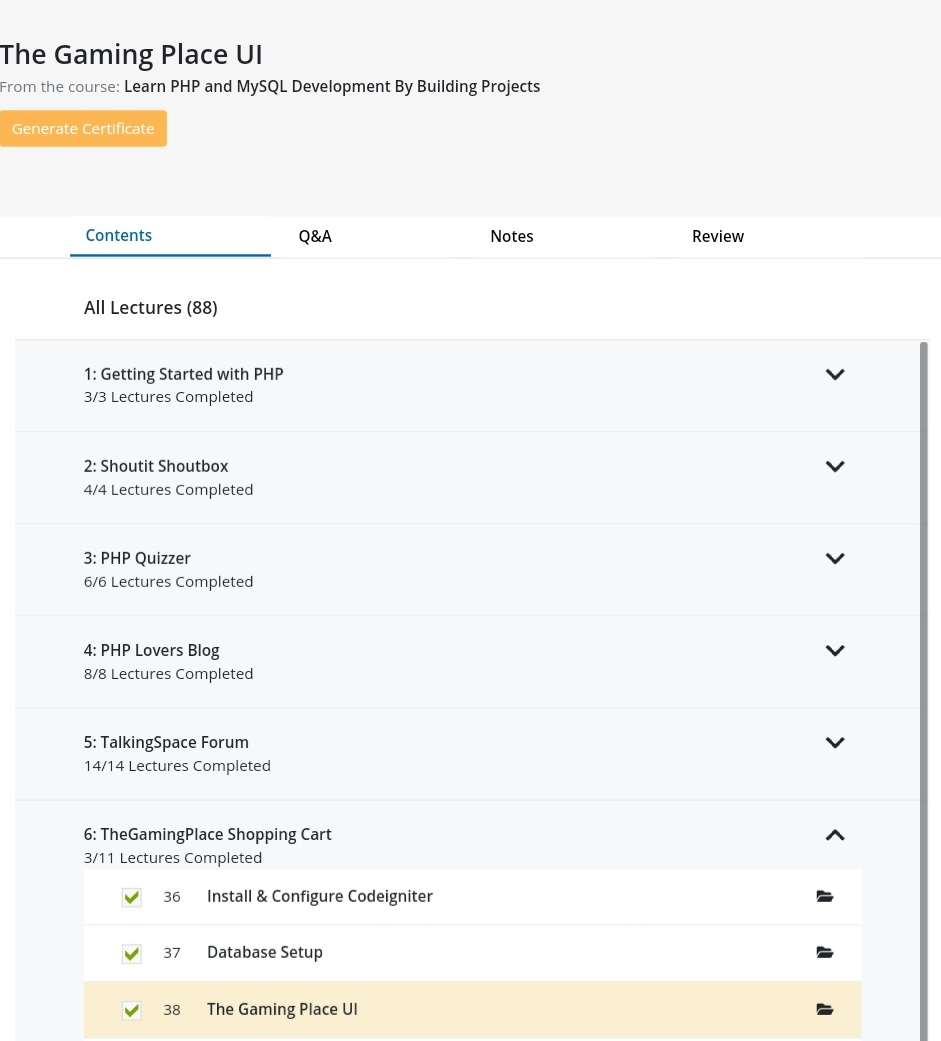 The Gaming Place UI
From the course: Learn PHP and MySQL Development By Building Projects
Generate Certificate
Contents Q&A Notes Review
All Lectures (88)
1: Getting Started with PHP
3/3 Lectures Completed
2: Shoutit Shoutbox
4/4 Lectures Completed
3: PHP Quizzer
6/6 Lectures Completed
4: PHP Lovers Blog
8/8 Lectures Completed
5: TalkingSpace Forum
14/14 Lectures Completed
6: TheGamingPlace Shopping Cart
3/11 Lectures Completed
36 Install & Configure Codeigniter
37 Database Setup
38 The Gaming Place UI